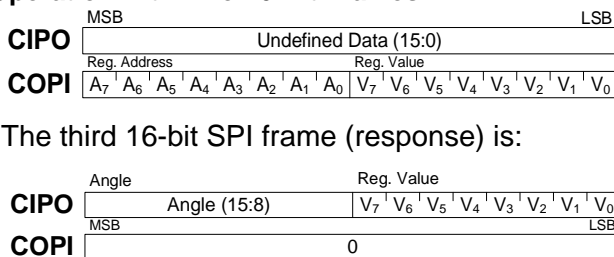 MSB LSB
CIPO Undefined Data (15:0)
Reg. Address Reg. Value
COPI A7 A6 A5 A4 A3 A2 A1 A0 V7 V6 V5 V4 V3 V2 V1 V0
The third 16-bit SPI frame (response) is:
Angle Reg. Value
CIPO Angle (15:8) V7 V6 V5 V4 V3 V2 V1 V0
MSB LSB
COPI 0